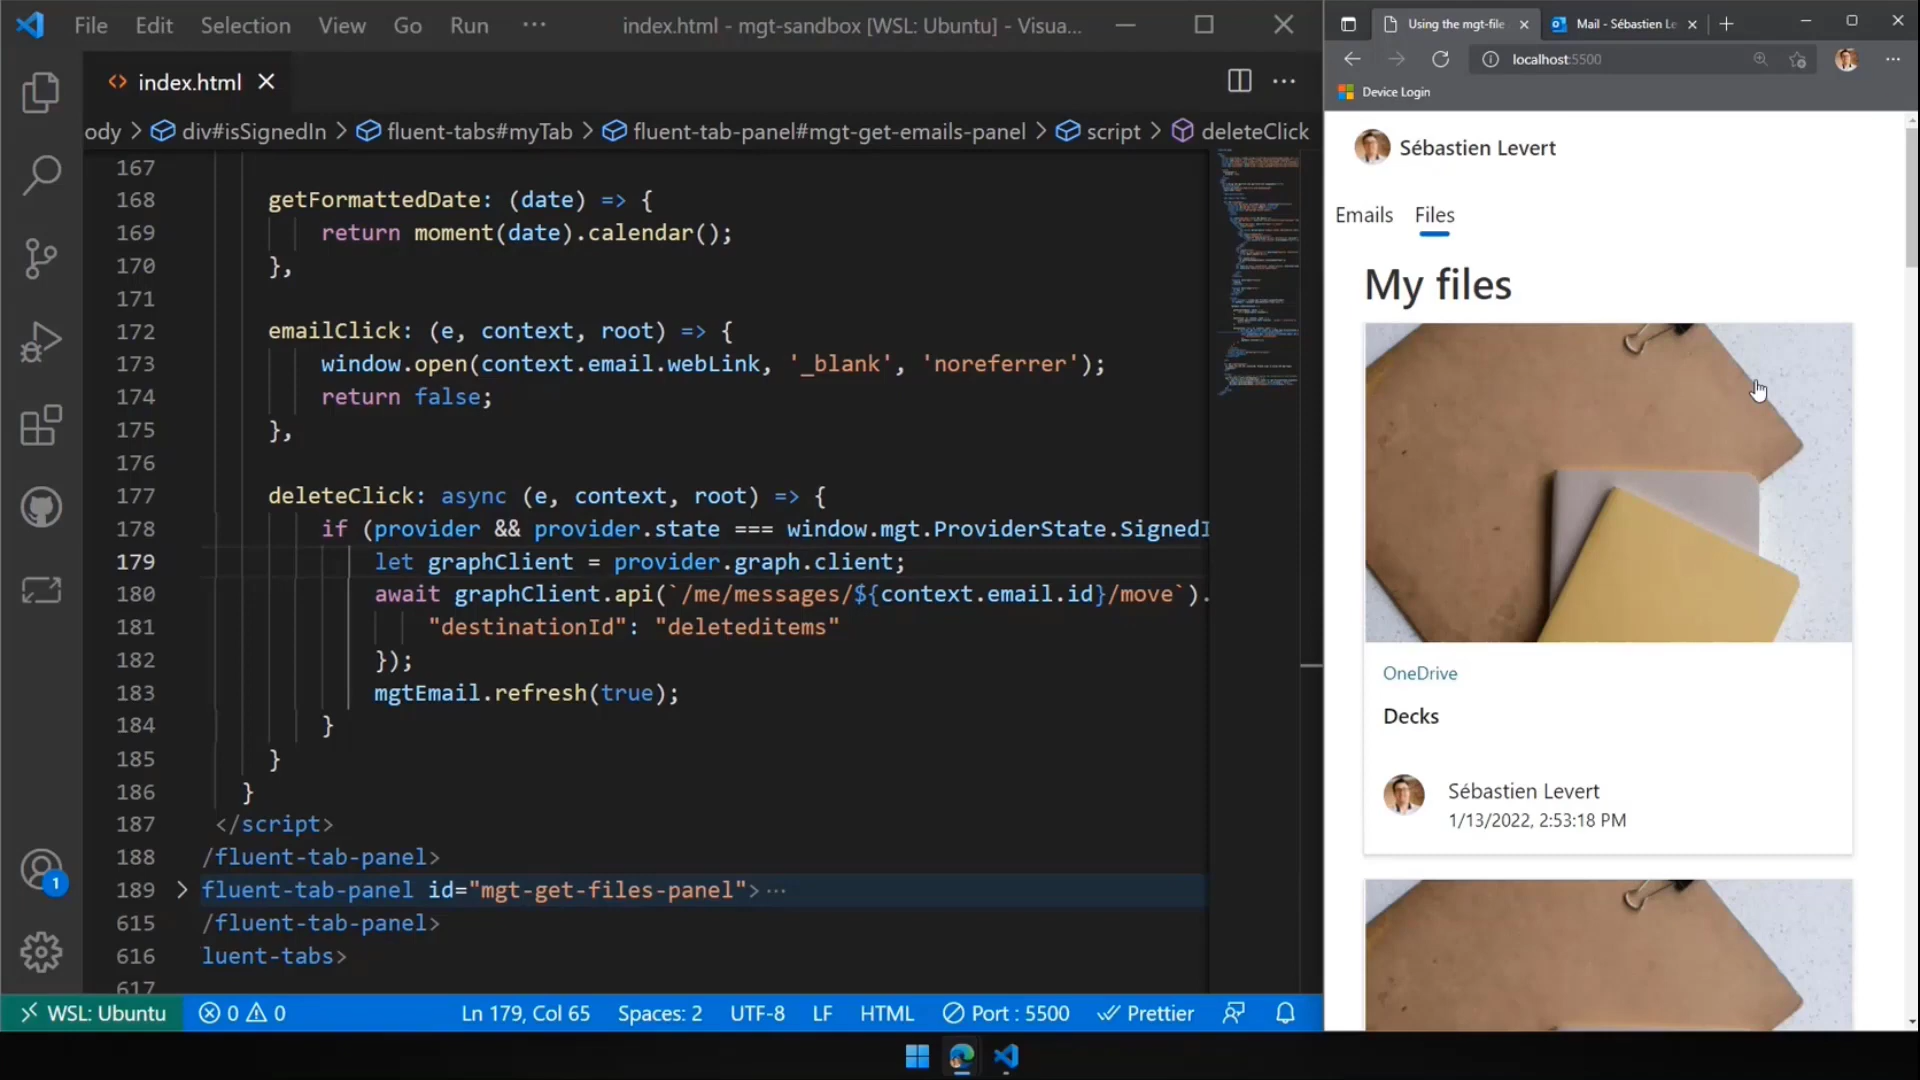 File Edit Selection View Go Run ··· index.html - mgt-sandbox [WSL: Ubuntu] - Visua...
index.html
ody > div#isSignedIn > fluent-tabs#myTab > fluent-tab-panel#mgt-get-emails-panel > script > deleteClick
167
168 getFormattedDate: (date) => {
169 return moment(date).calendar();
170 },
171
172 emailClick: (e, context, root) => {
173 window.open(context.email.webLink, '_blank', 'noreferrer');
174 return false;
175 },
176
177 deleteClick: async (e, context, root) => {
178 if (provider && provider.state === window.mgt.ProviderState.SignedI
179 let graphClient = provider.graph.client;
180 await graphClient.api(`/me/messages/${context.email.id}/move`).
181 "destinationId": "deleteditems"
182 });
183 mgtEmail.refresh(true);
184 }
185 }
186 }
187 </script>
188 /fluent-tab-panel>
189 > fluent-tab-panel id="mgt-get-files-panel"> ···
615 /fluent-tab-panel>
616 luent-tabs>
617
1
WSL: Ubuntu 0 0 Ln 179, Col 65 Spaces: 2 UTF-8 LF HTML Port : 5500 Prettier
Using the mgt-file Mail - Sébastien Le
localhost:5500
Device Login
Sébastien Levert
Emails Files
My files
OneDrive
Decks
Sébastien Levert
1/13/2022, 2:53:18 PM